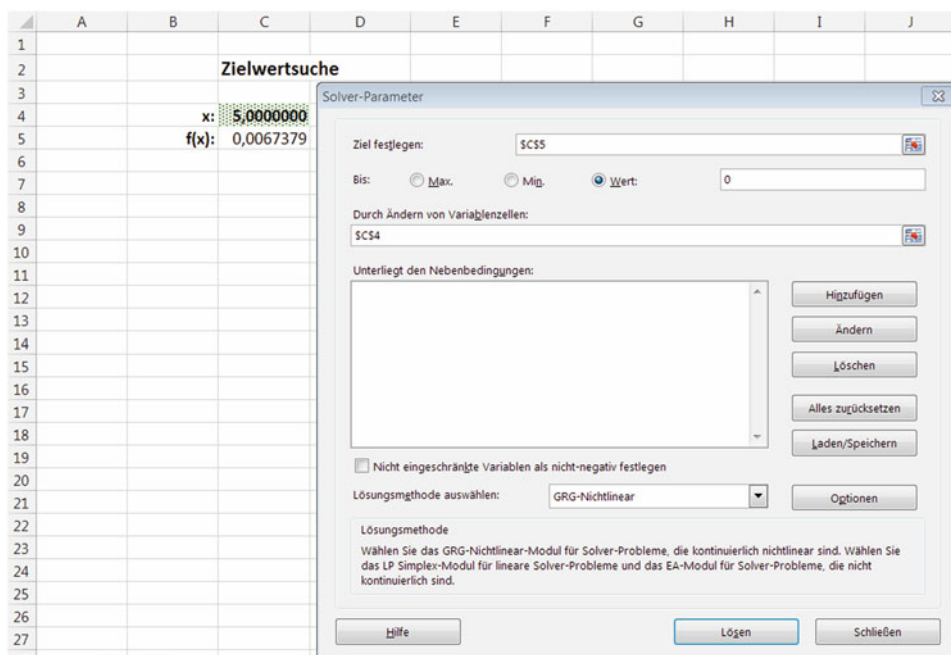 A B C D E F G H I J
1
2 Zielwertsuche
3 Solver-Parameter
4 x: 5,0000000
5 f(x): 0,0067379 Ziel festlegen: $C$5
6
7 Bis: Max. Min. Wert: 0
8
9 Durch Ändern von Variablenzellen:
10 $C$4
11 Unterliegt den Nebenbedingungen:
12 Hinzufügen
13
14 Ändern
15 Löschen
16
17 Alles zurücksetzen
18 Laden/Speichern
19 Nicht eingeschränkte Variablen als nicht-negativ festlegen
20
21 Lösungsmethode auswählen: GRG-Nichtlinear Optionen
22 Lösungsmethode
23 Wählen Sie das GRG-Nichtlinear-Modul für Solver-Probleme, die kontinuierlich nichtlinear sind. Wählen Sie
24 das LP Simplex-Modul für lineare Solver-Probleme und das EA-Modul für Solver-Probleme, die nicht
25 kontinuierlich sind.
26
27 Hilfe Lösen Schließen